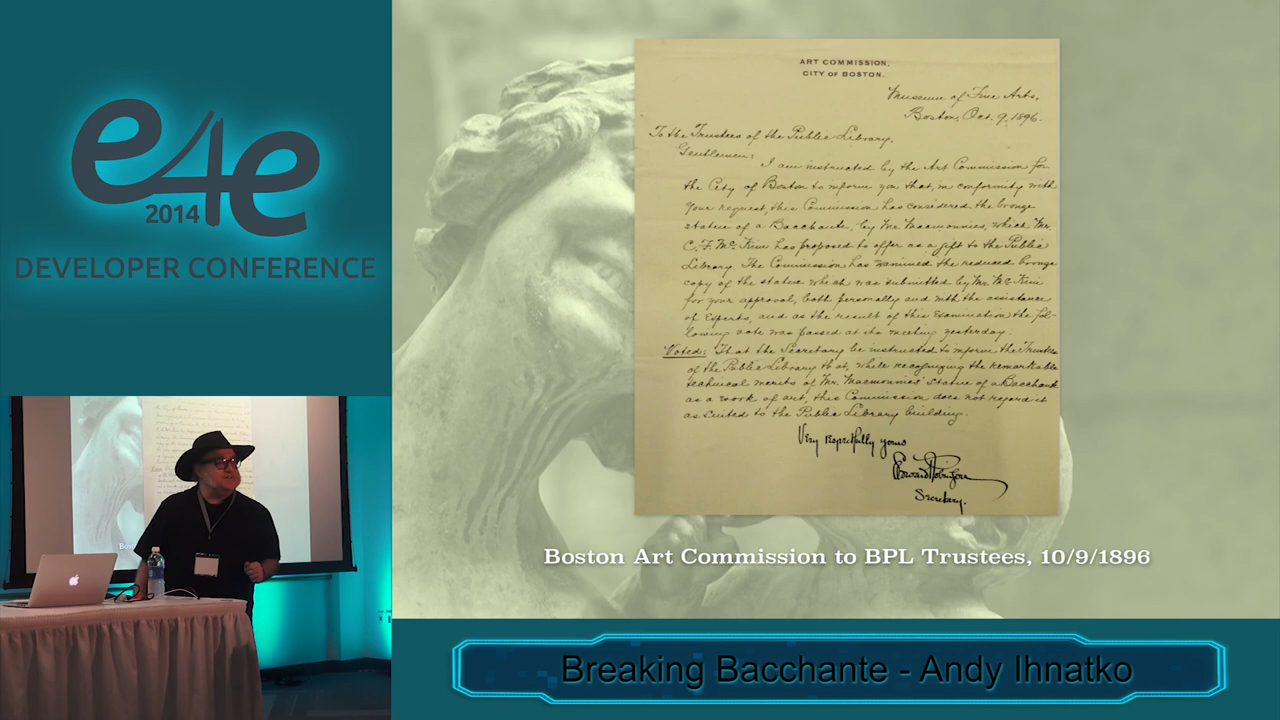 e4e
2014
DEVELOPER CONFERENCE
ART COMMISSION,
CITY OF BOSTON.
Museum of Fine Arts,
Boston, Oct. 9, 1896.
To the Trustees of the Public Library,
Gentlemen:
I am instructed by the Art Commission for
the City of Boston to inform you that, in conformity with
your request, this Commission has considered the bronze
statue of a Bacchante, by Mr. Macmonnies, which Mr.
C. F. McKim has proposed to offer as a gift to the Public
Library. The Commission has examined the reduced bronze
copy of the statue which was submitted by Mr. McKim
for your approval, both personally and with the assistance
of experts, and as the result of this examination the fol-
lowing vote was passed at its meeting yesterday:
Voted: That the Secretary be instructed to inform the Trustees
of the Public Library that, while recognizing the remarkable
technical merits of Mr. Macmonnies' statue of a Bacchante
as a work of art, this Commission does not regard it
as suited to the Public Library building.
Very respectfully yours
Edward Robinson
Secretary.
Boston Art Commission to BPL Trustees, 10/9/1896
Breaking Bacchante - Andy Ihnatko